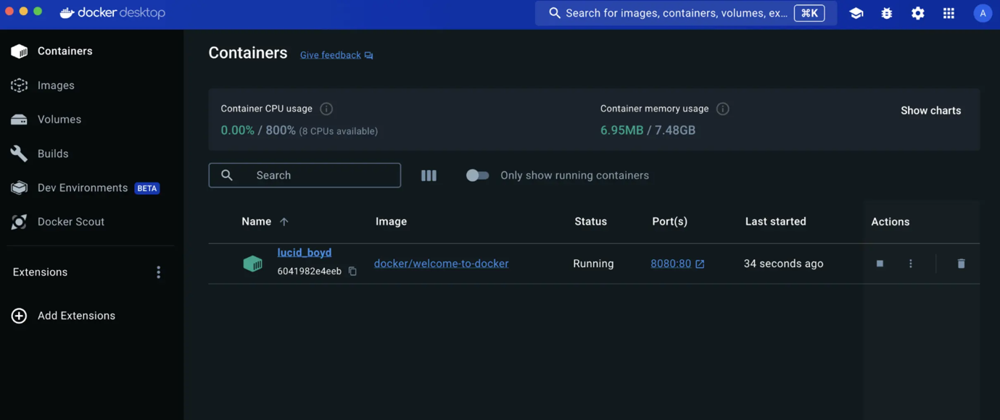 docker desktop
Search for images, containers, volumes, ex... ⌘K
A
Containers
Images
Volumes
Builds
Dev Environments BETA
Docker Scout
Extensions
Add Extensions
Containers Give feedback
Container CPU usage
0.00% / 800% (8 CPUs available)
Container memory usage
6.95MB / 7.48GB
Show charts
Search
Only show running containers
Name Image Status Port(s) Last started Actions
lucid_boyd
6041982e4eeb
docker/welcome-to-docker Running 8080:80 34 seconds ago